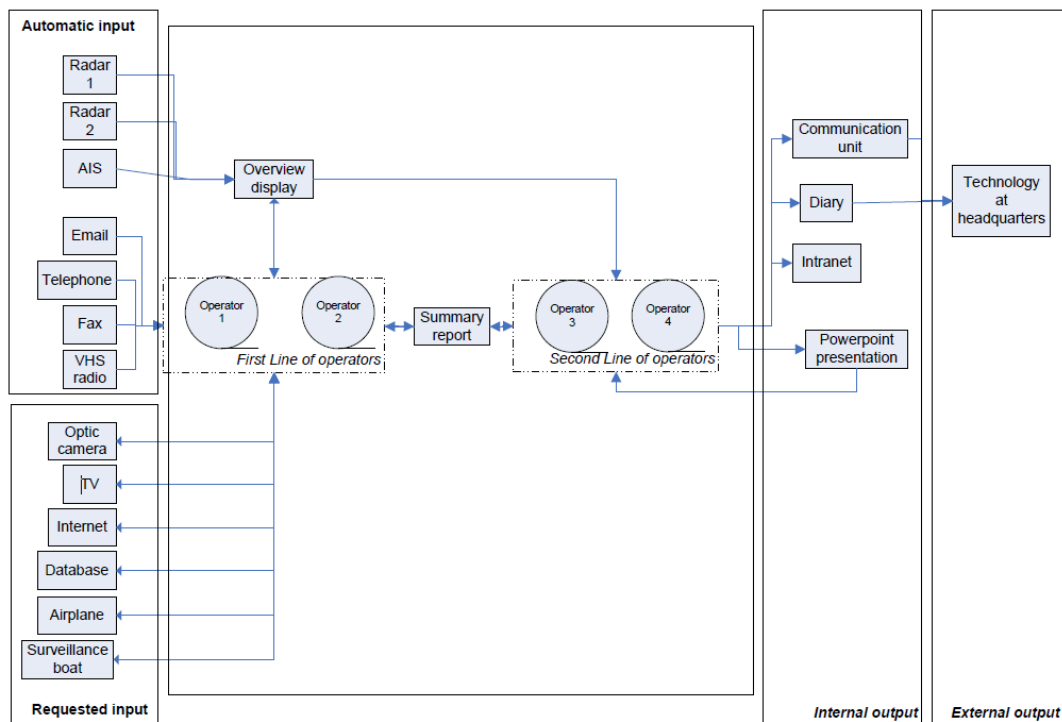 Automatic input
Radar
1
Radar
2
AIS
Email
Telephone
Fax
VHS
radio
Optic
camera
TV
Internet
Database
Airplane
Surveillance
boat
Requested input
Overview
display
Operator
1
Operator
2
First Line of operators
Summary
report
Operator
3
Operator
4
Second Line of operators
Communication
unit
Diary
Intranet
Powerpoint
presentation
Internal output
Technology
at
headquarters
External output